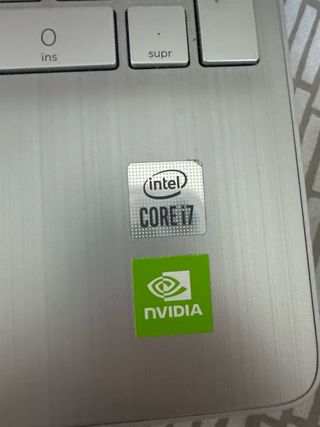 0
ins
.
supr
intel
CORE i7
NVIDIA